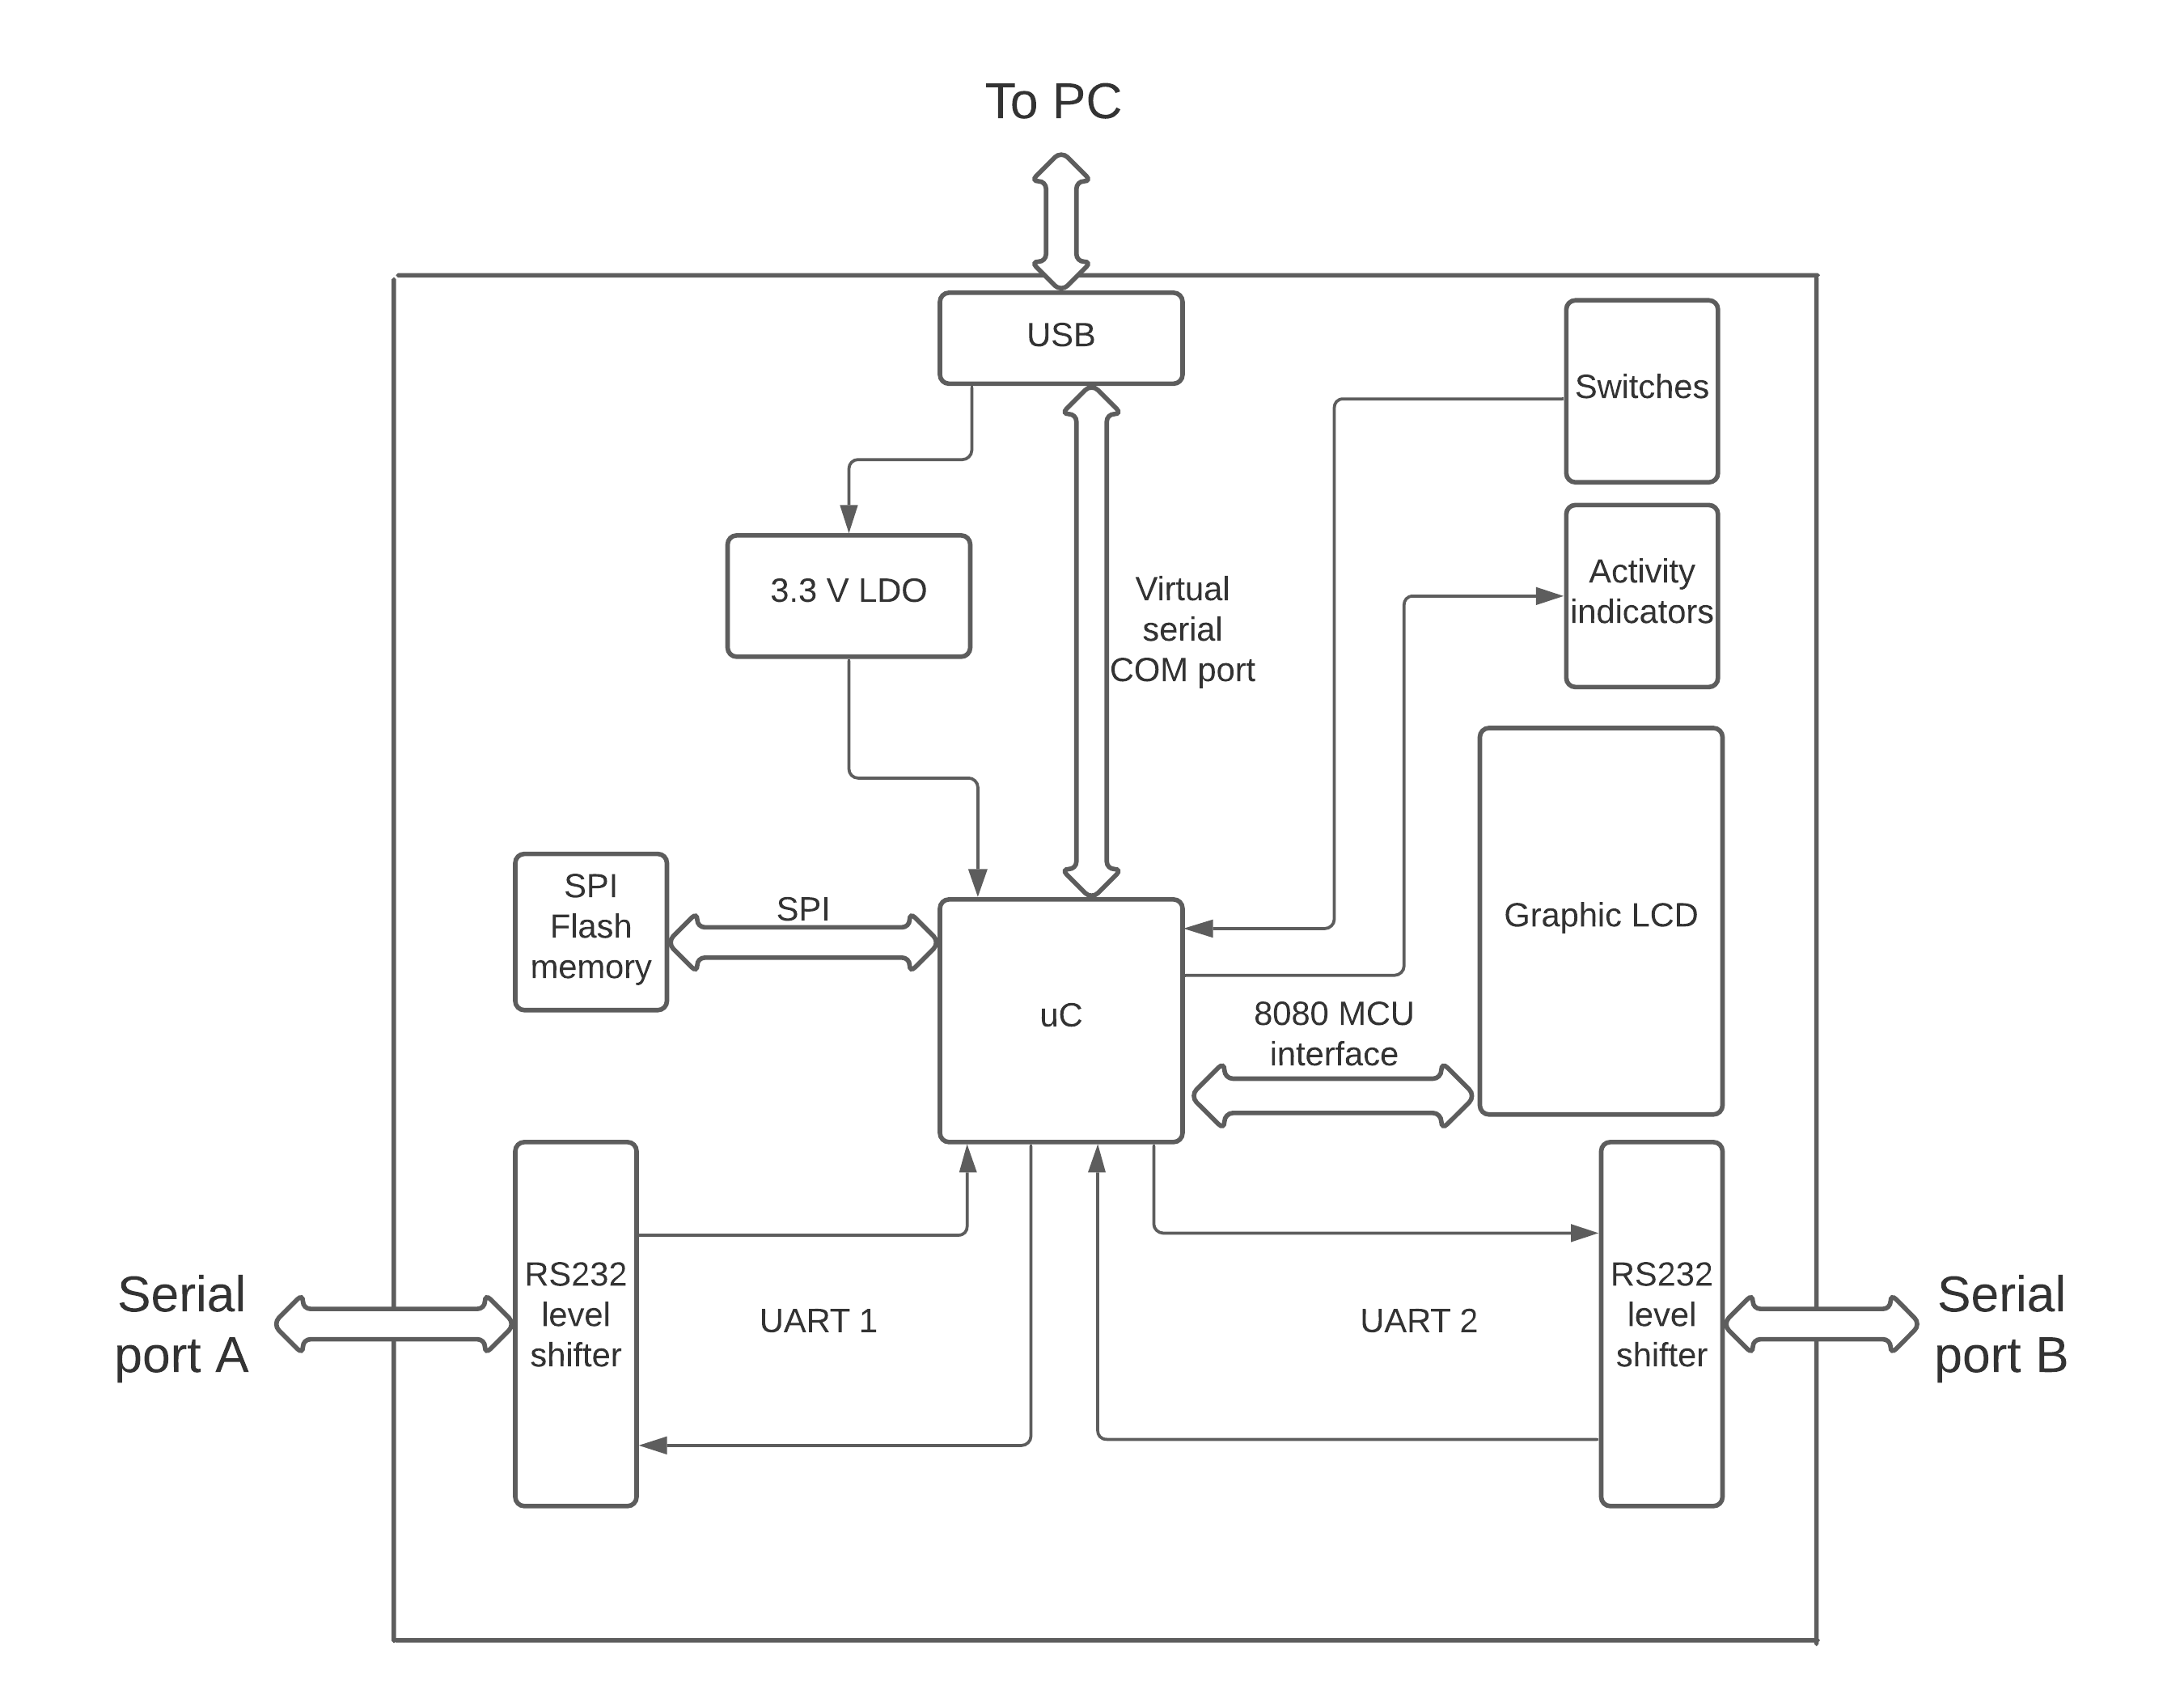 To PC
USB
Switches
Activity
indicators
3.3 V LDO
Virtual
serial
COM port
Graphic LCD
SPI
Flash
memory
SPI
uC
8080 MCU
interface
RS232
level
shifter
UART 1
UART 2
RS232
level
shifter
Serial
port A
Serial
port B